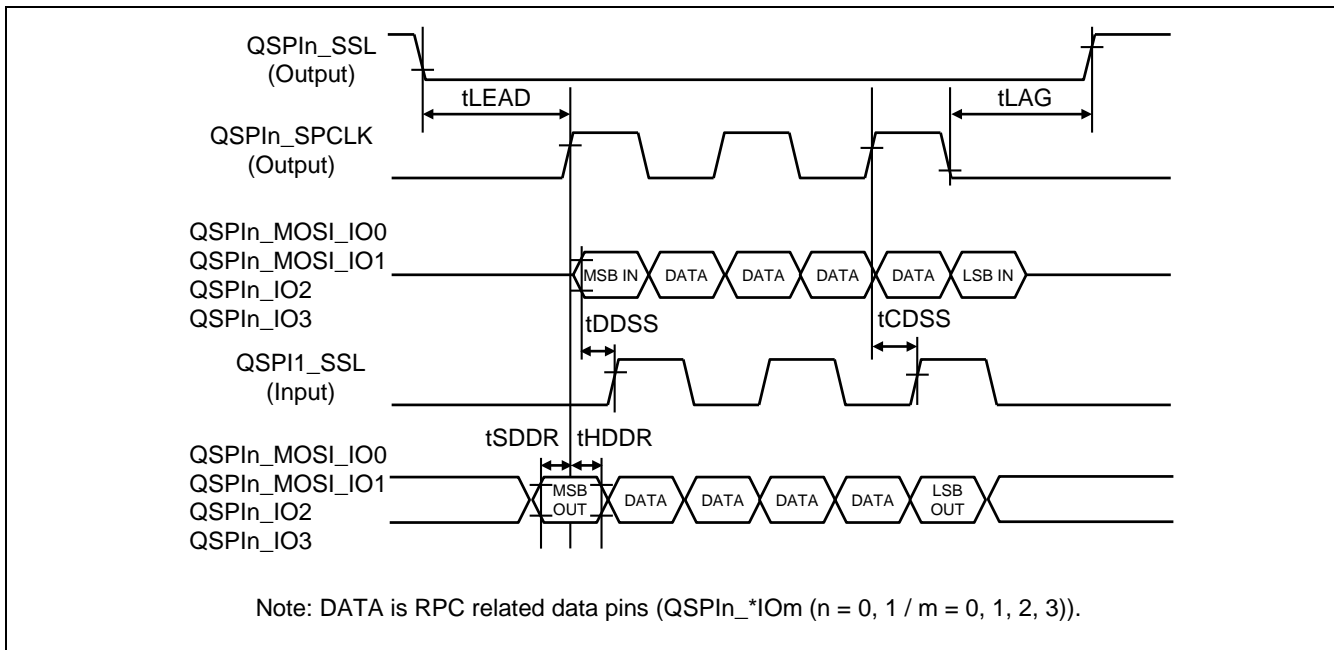 QSPIn_SSL
(Output)
tLEAD
tLAG
QSPIn_SPCLK
(Output)
QSPIn_MOSI_IO0
QSPIn_MOSI_IO1
QSPIn_IO2
QSPIn_IO3
MSB IN
DATA
DATA
DATA
DATA
LSB IN
tDDSS
tCDSS
QSPI1_SSL
(Input)
tSDDR
tHDDR
QSPIn_MOSI_IO0
QSPIn_MOSI_IO1
QSPIn_IO2
QSPIn_IO3
MSB
OUT
DATA
DATA
DATA
DATA
LSB
OUT
Note: DATA is RPC related data pins (QSPIn_*IOm (n = 0, 1 / m = 0, 1, 2, 3)).